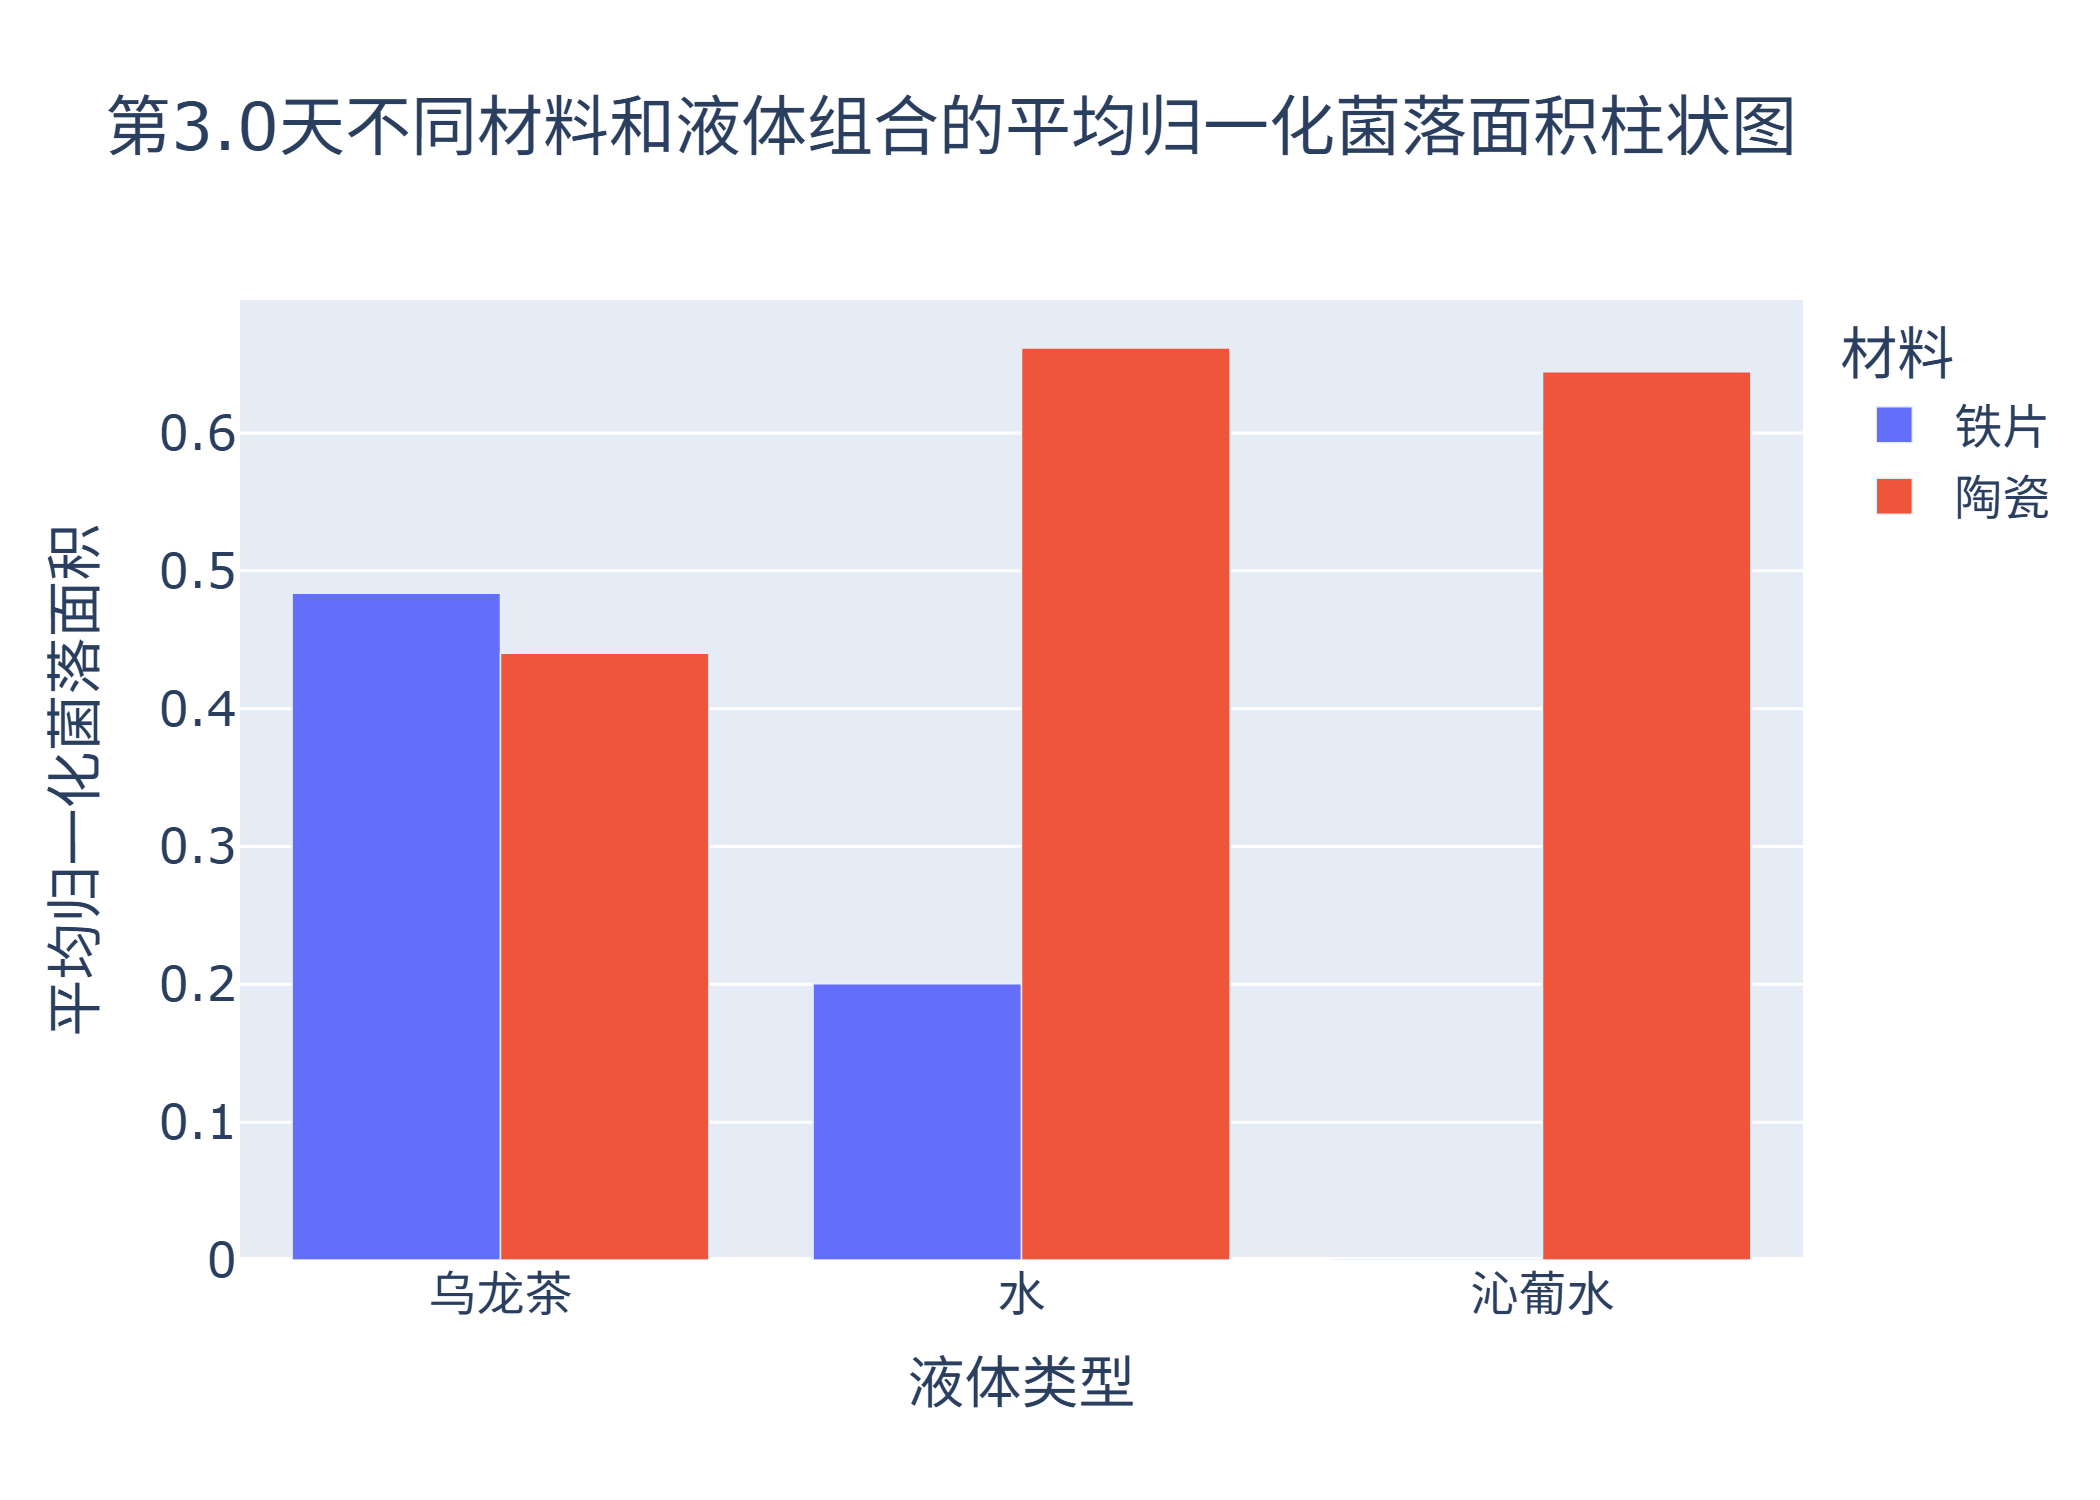 第3.0天不同材料和液体组合的平均归一化菌落面积柱状图
材料
铁片
陶瓷
平均归一化菌落面积
0.6
0.5
0.4
0.3
0.2
0.1
0
乌龙茶
水
沁葡水
液体类型